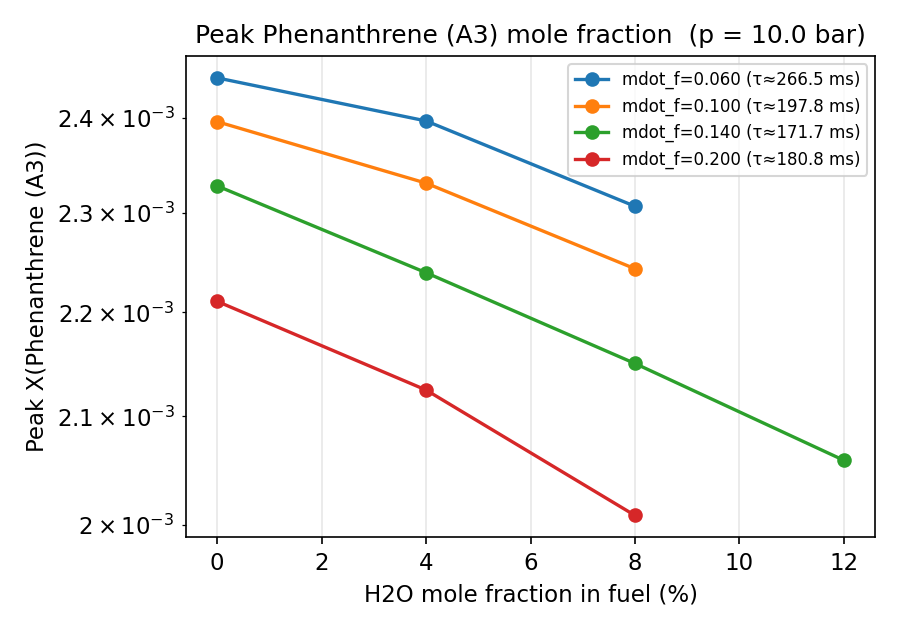 Peak Phenanthrene (A3) mole fraction  (p = 10.0 bar)
mdot_f=0.060 (τ≈266.5 ms)
mdot_f=0.100 (τ≈197.8 ms)
mdot_f=0.140 (τ≈171.7 ms)
mdot_f=0.200 (τ≈180.8 ms)
Peak X(Phenanthrene (A3))
2.4 × 10⁻³
2.3 × 10⁻³
2.2 × 10⁻³
2.1 × 10⁻³
2 × 10⁻³
0 2 4 6 8 10 12
H2O mole fraction in fuel (%)